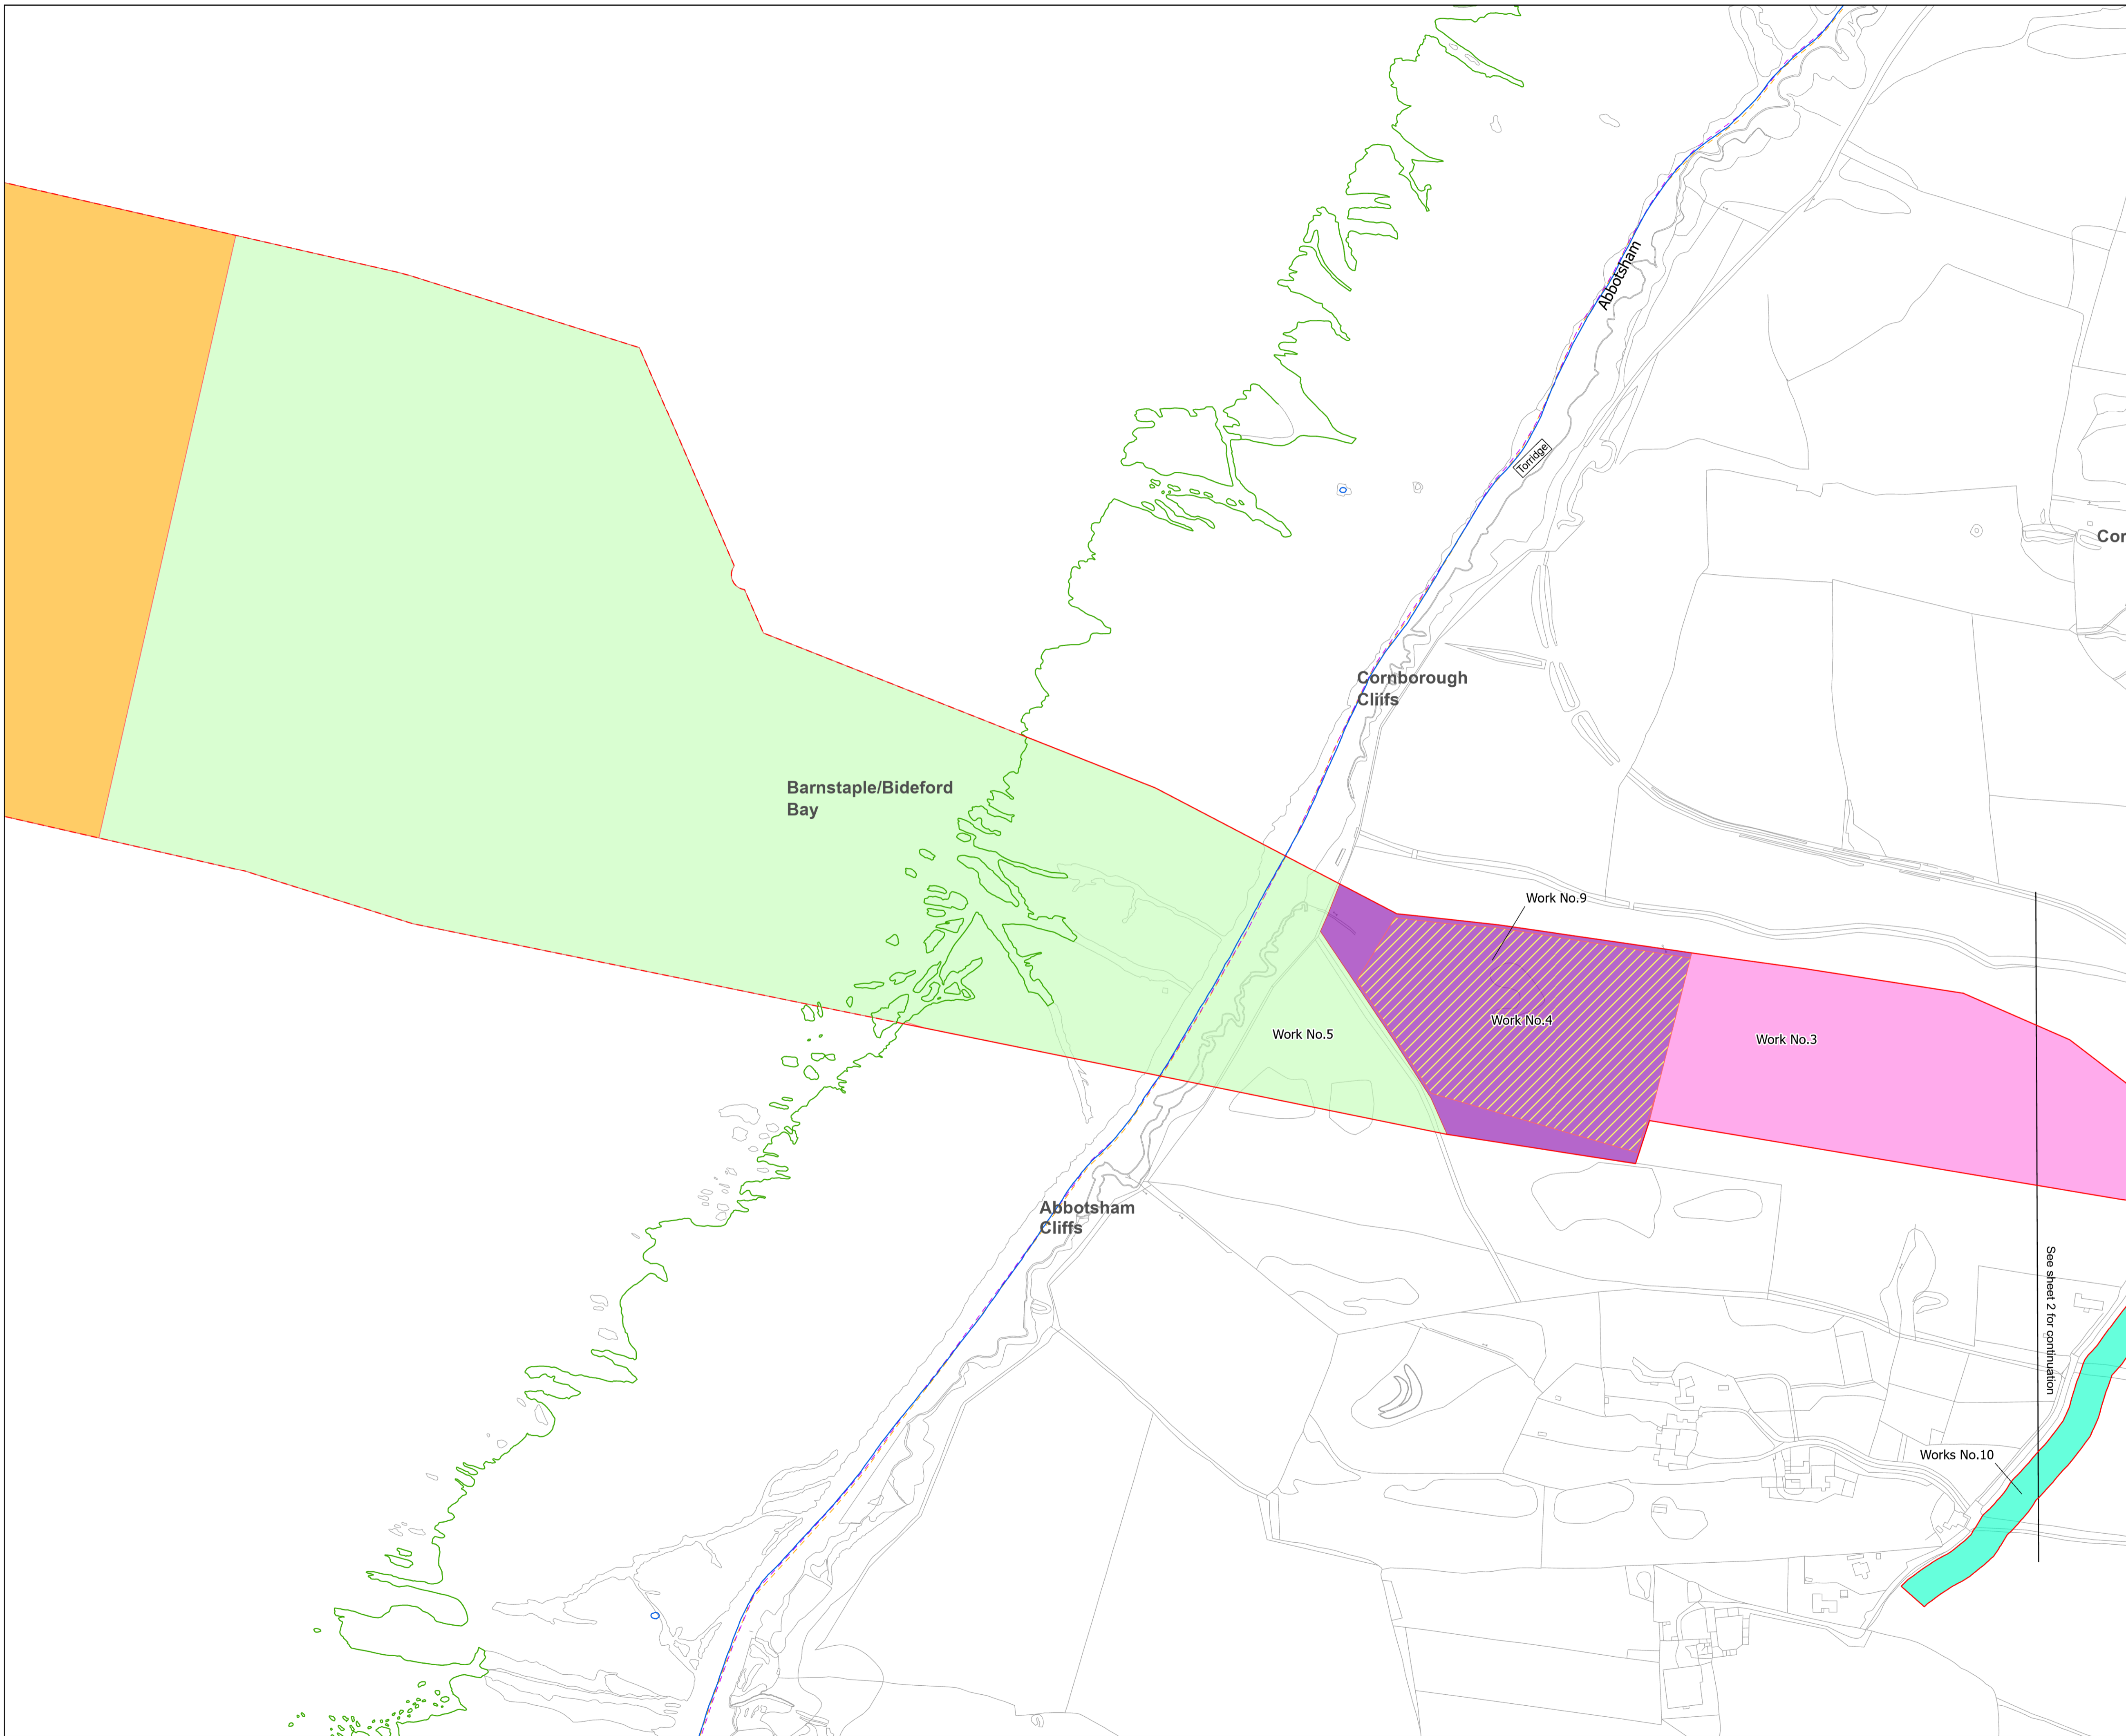 Abbotsham
Torridge
Cor
Cornborough
Cliifs
Barnstaple/Bideford
Bay
Work No.9
Work No.4
Work No.5
Work No.3
Abbotsham
Cliffs
See sheet 2 for continuation
Works No.10